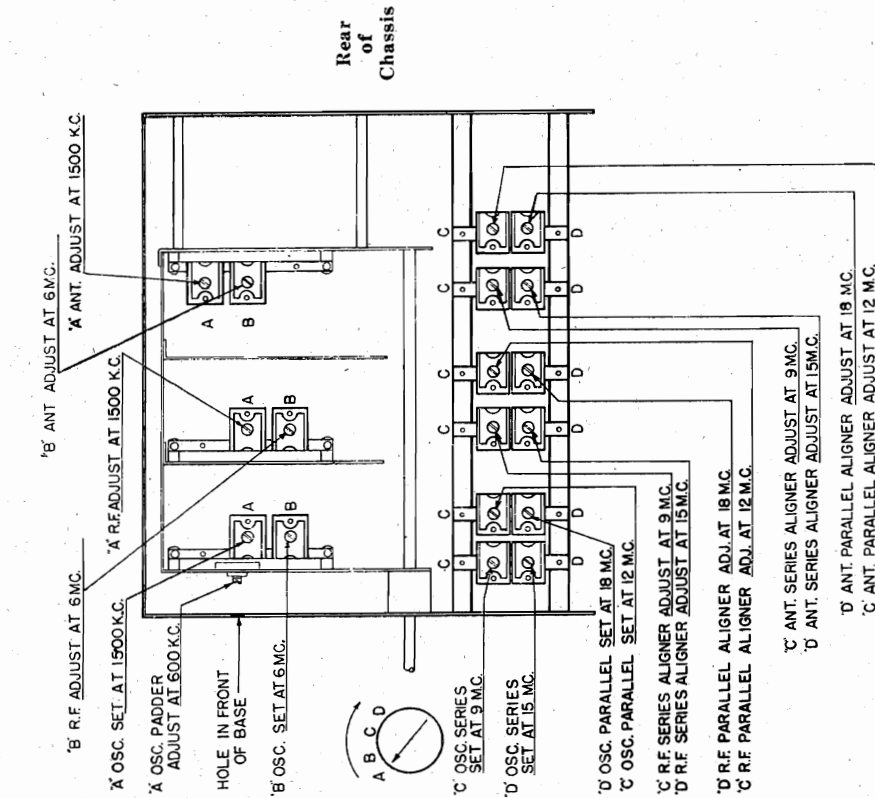 Rear
of
Chassis
"B" ANT. ADJUST AT 6 MC.
"A" ANT. ADJUST AT 1500 K.C.
"B" R.F. ADJUST AT 6 MC.
"A" R.F. ADJUST AT 1500 K.C.
"A" OSC. SET. AT 1500 K.C.
"A" OSC. PADDER
ADJUST AT 600 K.C.
HOLE IN FRONT
OF BASE
"B" OSC. SET AT 6 MC.
A
B
A
B
A
B
A B C D
C C C C C C
D D D D D D
"C" OSC. SERIES
SET AT 9 M.C.
"D" OSC. SERIES
SET AT 15 MC.
"D" OSC. PARALLEL SET AT 18 M.C.
"C" OSC. PARALLEL SET AT 12 M.C.
"C" R.F. SERIES ALIGNER ADJUST AT 9 M.C.
"D" R.F. SERIES ALIGNER ADJUST AT 15 M.C.
"D" R.F. PARALLEL ALIGNER ADJ. AT 18 M.C.
"C" R.F. PARALLEL ALIGNER ADJ. AT 12 M.C.
"C" ANT. SERIES ALIGNER ADJUST AT 9 M.C.
"D" ANT. SERIES ALIGNER ADJUST AT 15 M.C.
"D" ANT. PARALLEL ALIGNER ADJUST AT 18 M.C.
"C" ANT. PARALLEL ALIGNER ADJUST AT 12 M.C.